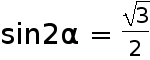 sin2α = √3/2